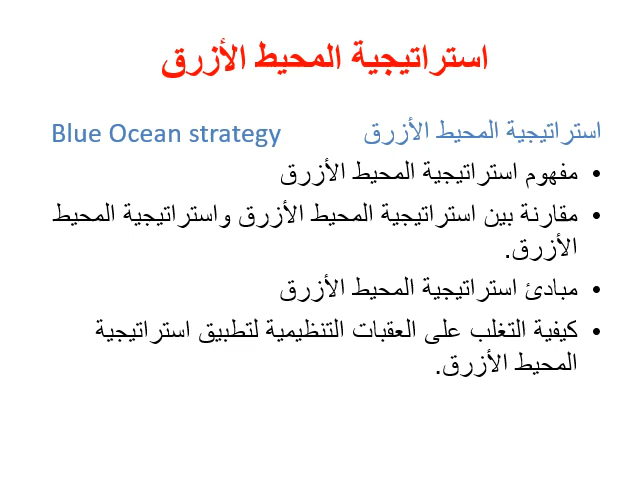 استراتيجية المحيط الأزرق
استراتيجية المحيط الأزرق Blue Ocean strategy
• مفهوم استراتيجية المحيط الأزرق
• مقارنة بين استراتيجية المحيط الأزرق واستراتيجية المحيط
الأزرق.
• مبادئ استراتيجية المحيط الأزرق
• كيفية التغلب على العقبات التنظيمية لتطبيق استراتيجية
المحيط الأزرق.